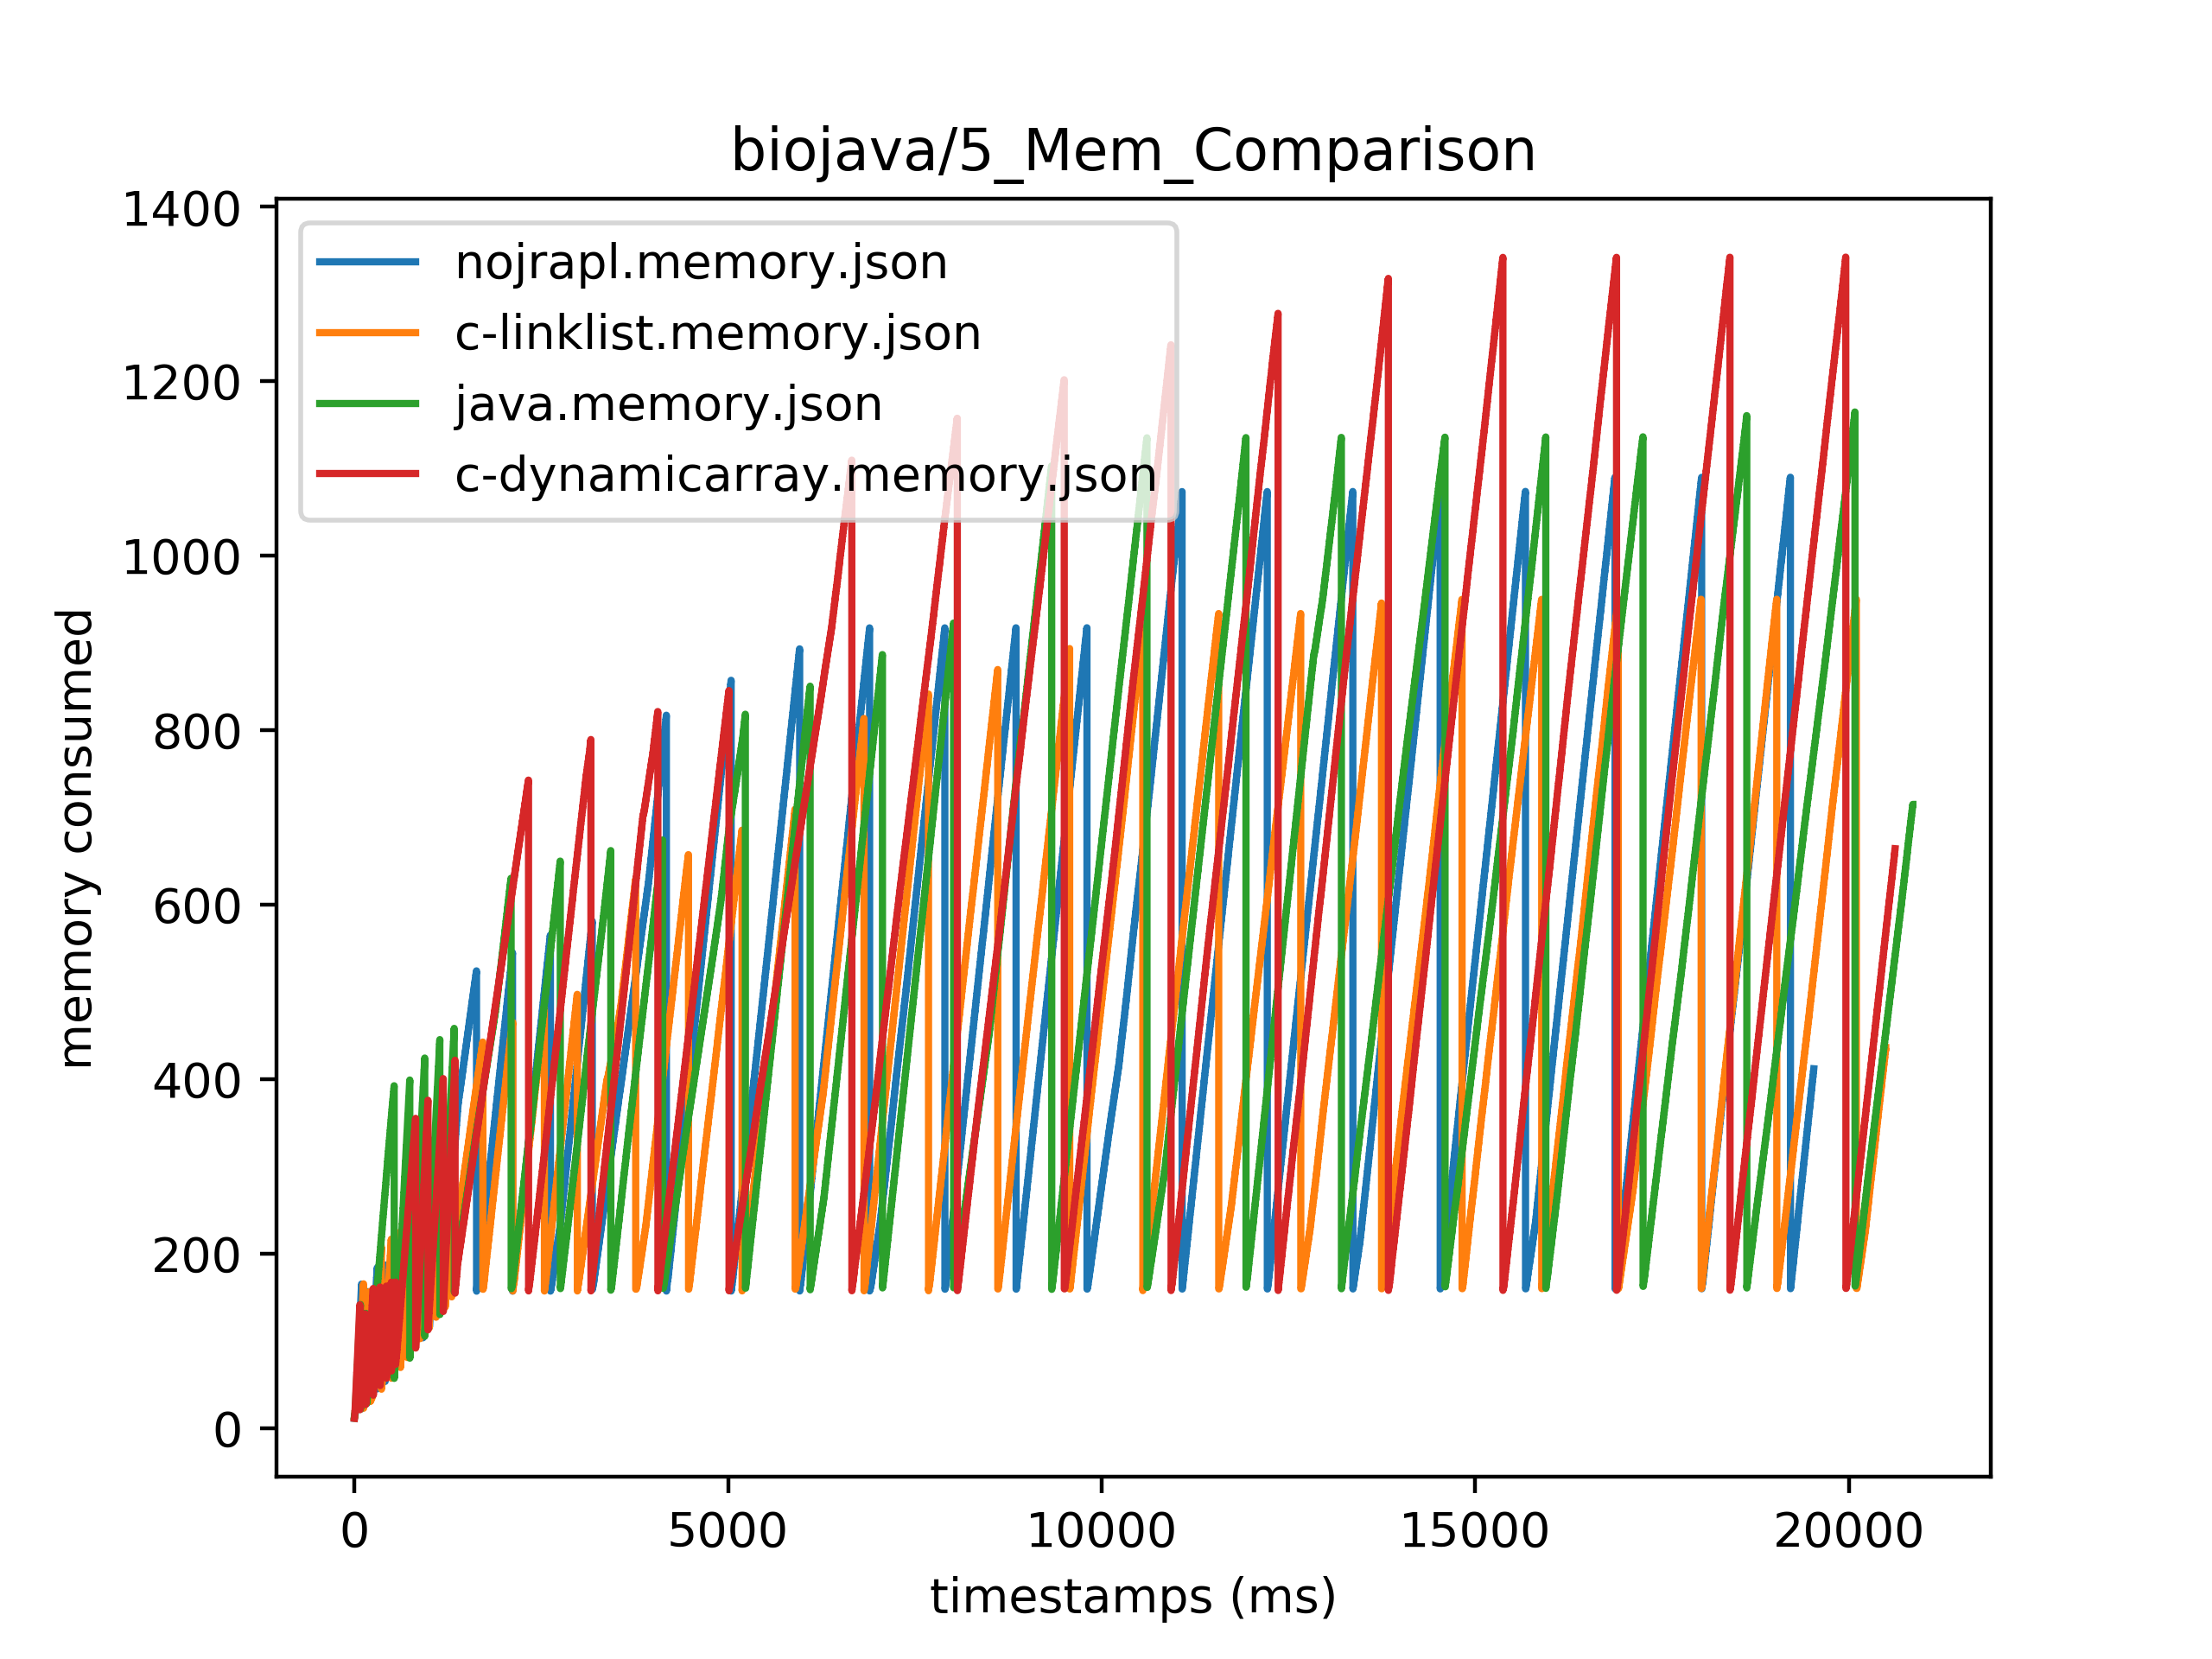 biojava/5_Mem_Comparison
1400
1200
1000
800
600
400
200
0
memory consumed
nojrapl.memory.json
c-linklist.memory.json
java.memory.json
c-dynamicarray.memory.json
0 5000 10000 15000 20000
timestamps (ms)